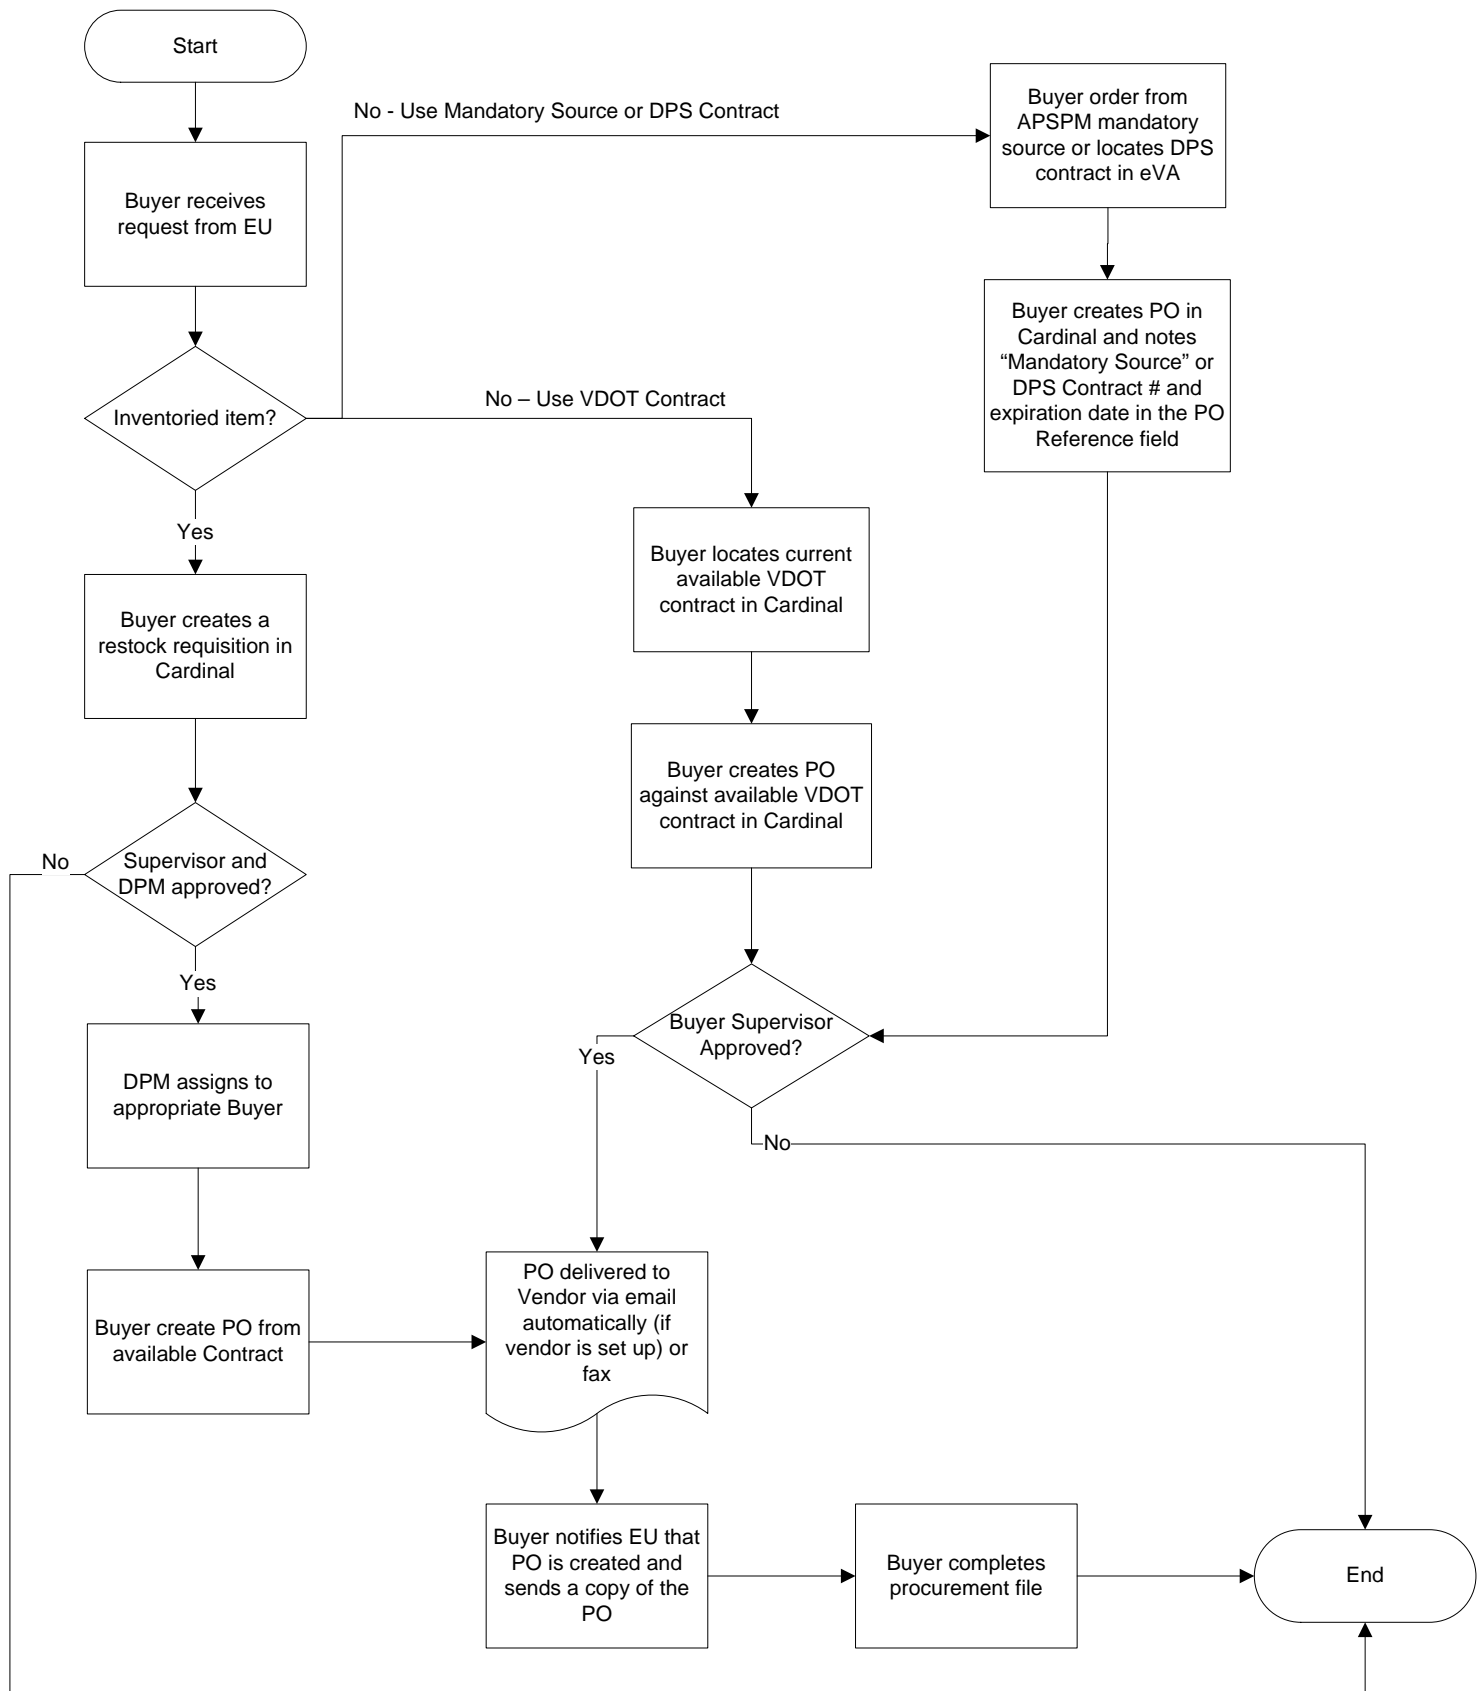 Start
No - Use Mandatory Source or DPS Contract
Buyer order from
APSPM mandatory
source or locates DPS
contract in eVA
Buyer receives
request from EU
Buyer creates PO in
Cardinal and notes
“Mandatory Source” or
DPS Contract # and
expiration date in the PO
Reference field
Inventoried item?
No – Use VDOT Contract
Yes
Buyer locates current
available VDOT
contract in Cardinal
Buyer creates a
restock requisition in
Cardinal
Buyer creates PO
against available VDOT
contract in Cardinal
No
Supervisor and
DPM approved?
Yes
Buyer Supervisor
Approved?
Yes
No
DPM assigns to
appropriate Buyer
Buyer create PO from
available Contract
PO delivered to
Vendor via email
automatically (if
vendor is set up) or
fax
Buyer notifies EU that
PO is created and
sends a copy of the
PO
Buyer completes
procurement file
End